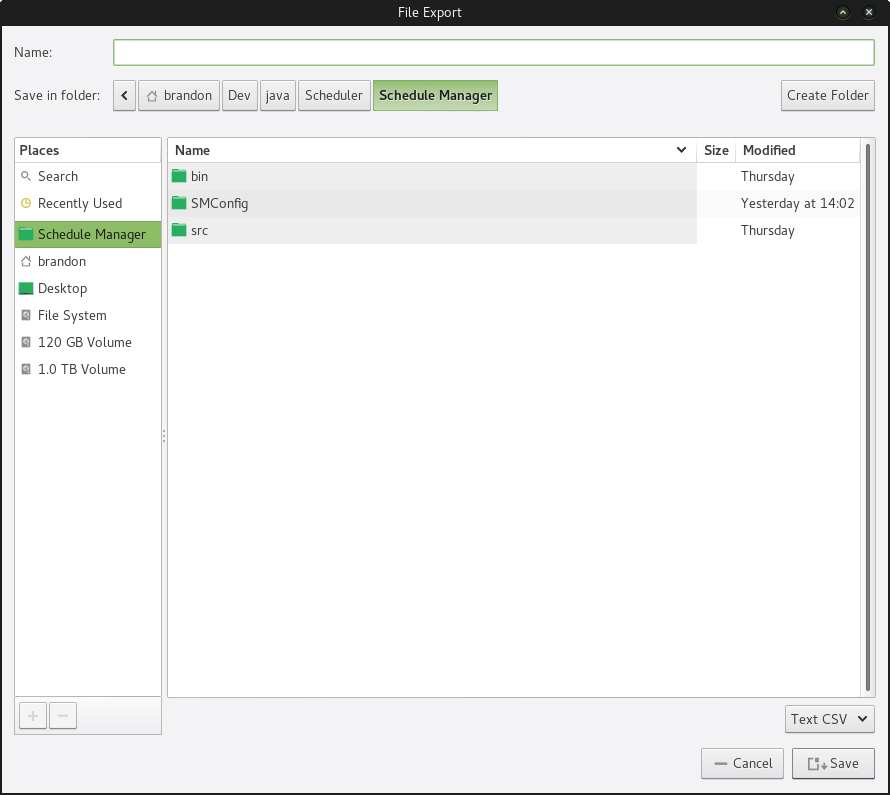 File Export
Name:
Save in folder: brandon Dev java Scheduler Schedule Manager Create Folder
Places
Search
Recently Used
Schedule Manager
brandon
Desktop
File System
120 GB Volume
1.0 TB Volume
Name Size Modified
bin Thursday
SMConfig Yesterday at 14:02
src Thursday
Text CSV
Cancel Save